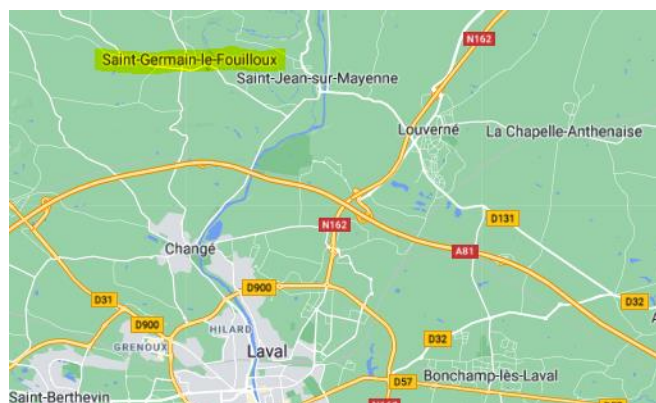 N162
Saint-Germain-le-Fouilloux
Saint-Jean-sur-Mayenne
Louverné
La Chapelle-Anthenaise
D131
N162
Changé
A81
D900
D31
D32
D900
HILARD
GRENOUX
D32
Laval
D57
Bonchamp-lès-Laval
Saint-Berthevin